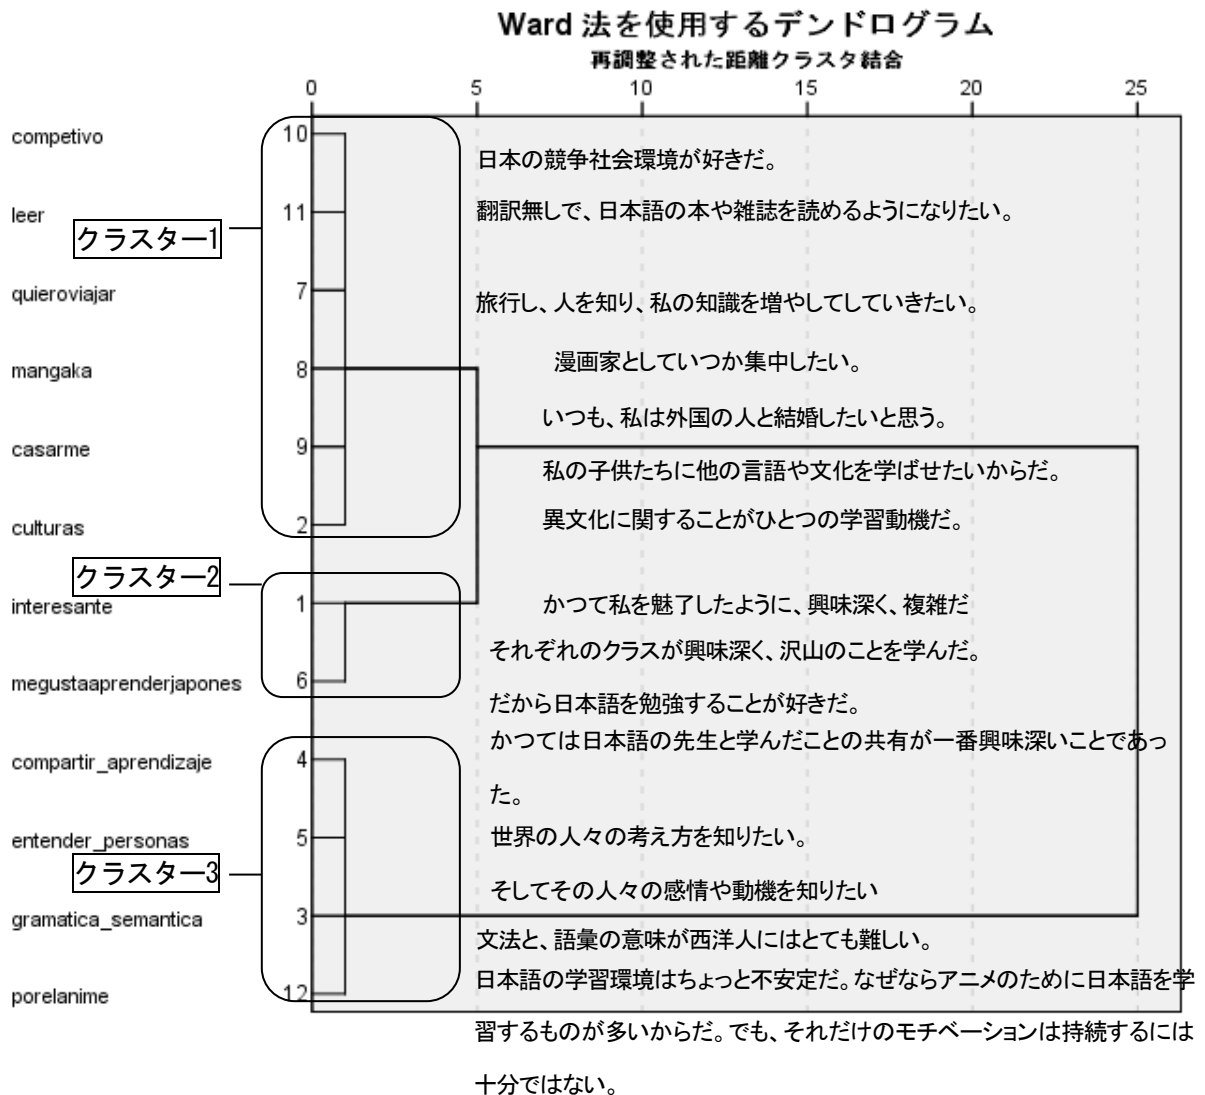 Ward 法を使用するデンドログラム
再調整された距離クラスタ結合
0 5 10 15 20 25
competivo 10
日本の競争社会環境が好きだ。
leer 11
翻訳無しで、日本語の本や雑誌を読めるようになりたい。
クラスター1
quieroviajar 7
旅行し、人を知り、私の知識を増やしてしていきたい。
mangaka 8
漫画家としていつか集中したい。
いつも、私は外国の人と結婚したいと思う。
casarme 9
私の子供たちに他の言語や文化を学ばせたいからだ。
culturas 2
異文化に関することがひとつの学習動機だ。
クラスター2
interesante 1
かつて私を魅了したように、興味深く、複雑だ
それぞれのクラスが興味深く、沢山のことを学んだ。
megustaaprenderjapones 6
だから日本語を勉強することが好きだ。
かつては日本語の先生と学んだことの共有が一番興味深いことであっ
compartir_aprendizaje 4
た。
entender_personas 5
世界の人々の考え方を知りたい。
クラスター3
そしてその人々の感情や動機を知りたい
gramatica_semantica 3
文法と、語彙の意味が西洋人にはとても難しい。
日本語の学習環境はちょっと不安定だ。なぜならアニメのために日本語を学
porelanime 12
習するものが多いからだ。でも、それだけのモチベーションは持続するには
十分ではない。